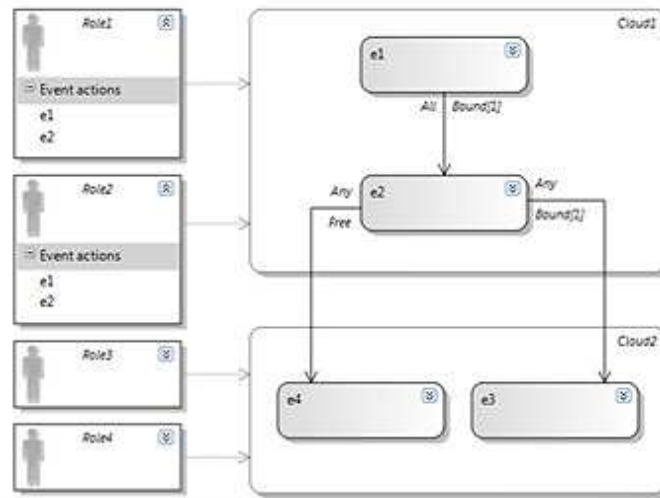 Role1
Event actions
e1
e2
Role2
Event actions
e1
e2
Role3
Role4
Cloud1
e1
All Bound[1]
e2
Any
Free
Any
Bound[1]
Cloud2
e4
e3